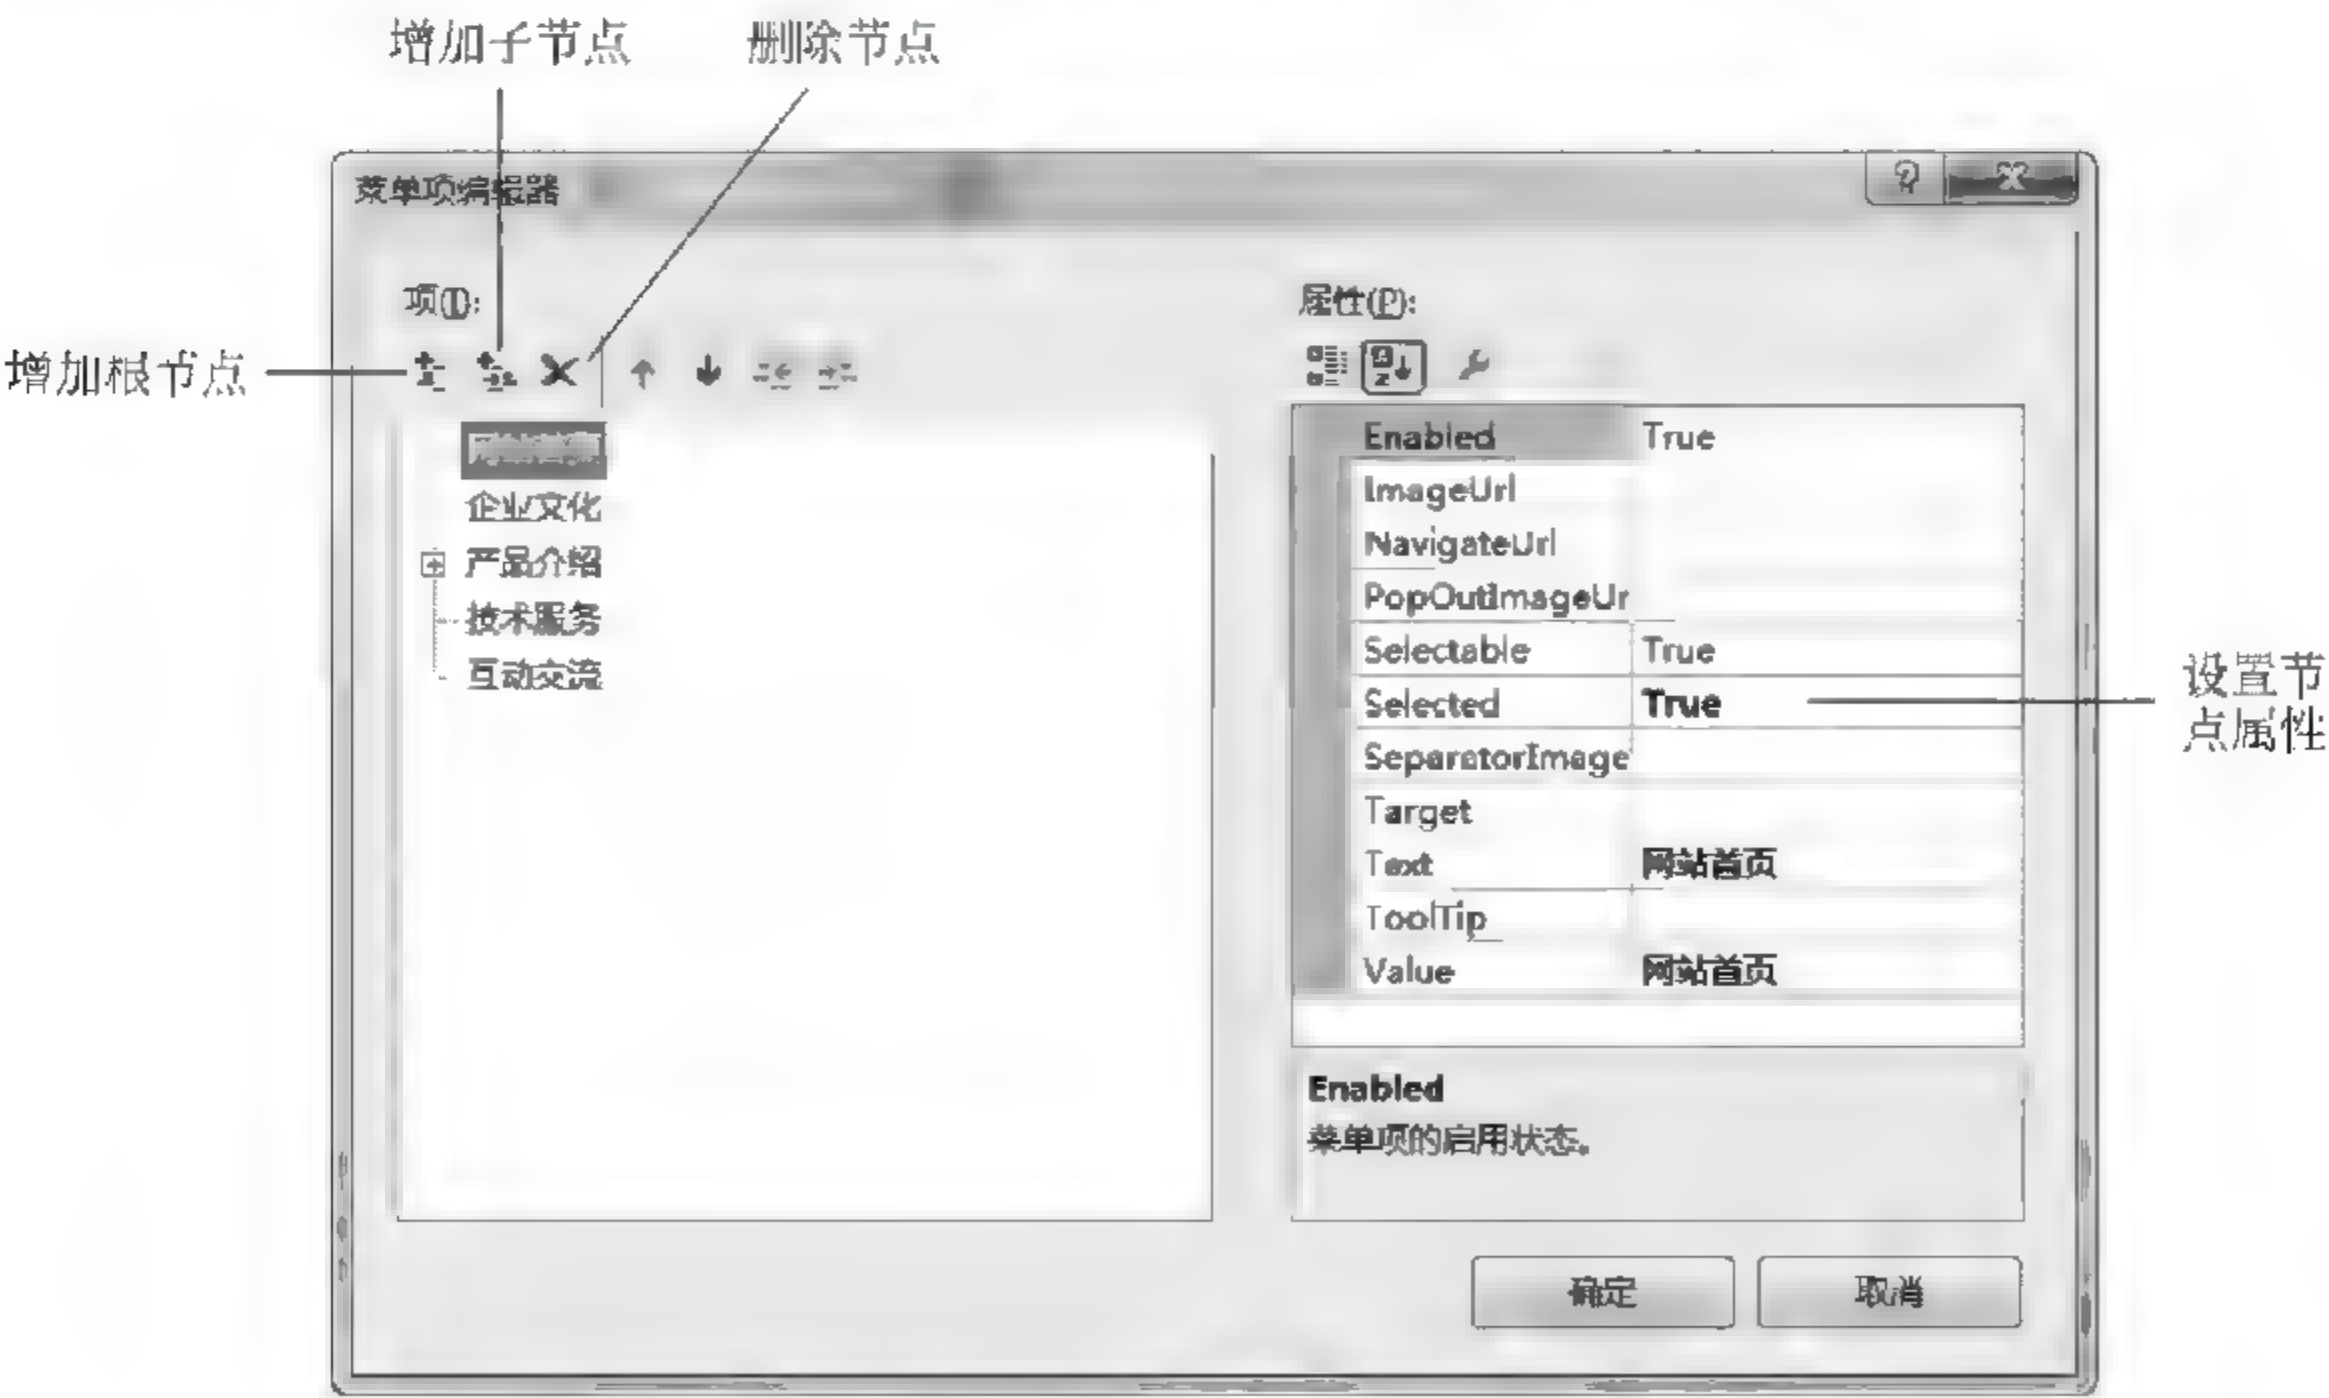 增加子节点
删除节点
菜单项编辑器
项(I):
属性(P):
增加根节点
企业文化
产品介绍
技术服务
互动交流
Enabled True
ImageUrl
NavigateUrl
PopOutImageUr
Selectable True
Selected True
SeparatorImage
Target
Text 网站首页
ToolTip
Value 网站首页
设置节
点属性
Enabled
菜单项的启用状态。
确定
取消